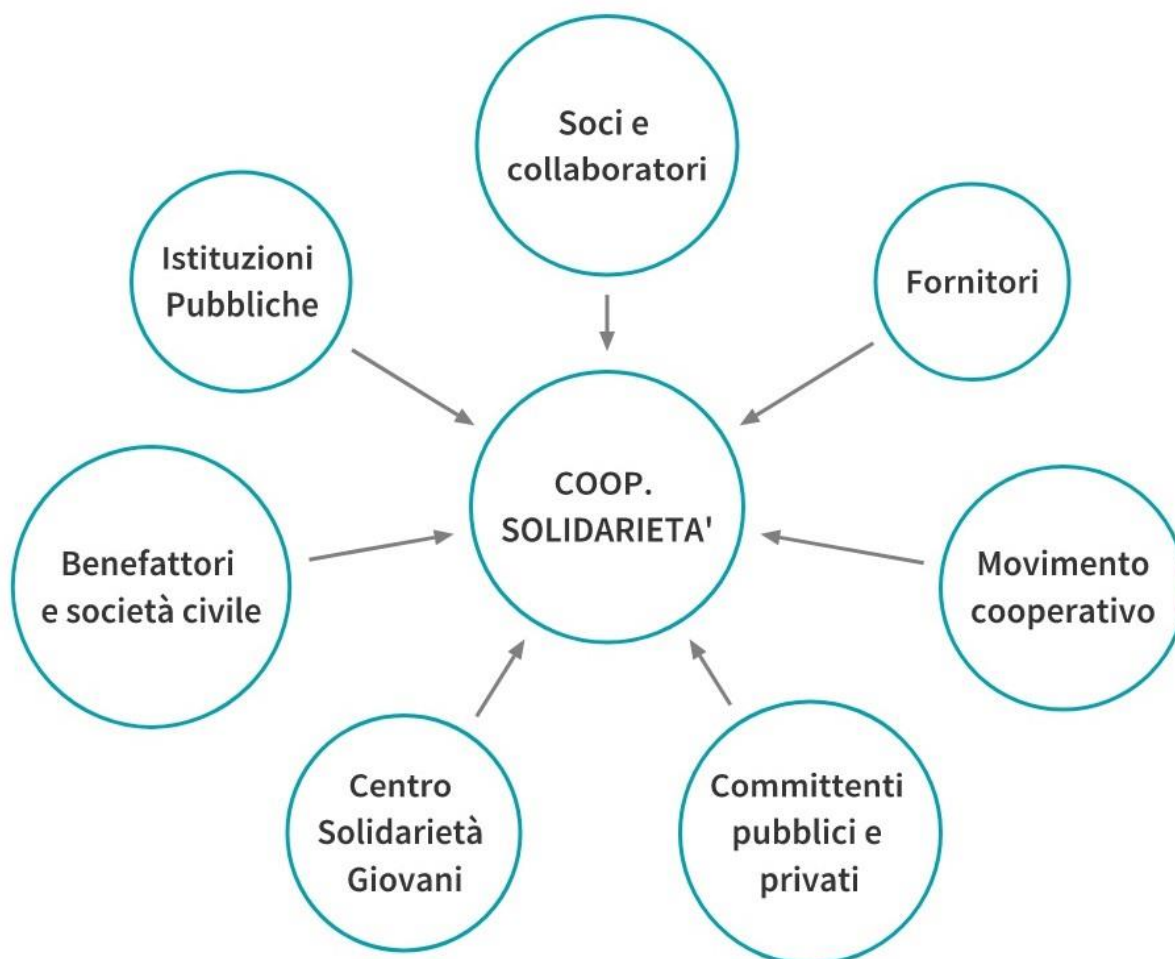 Soci e
collaboratori
Istituzioni
Pubbliche
Fornitori
COOP.
SOLIDARIETA'
Benefattori
e società civile
Movimento
cooperativo
Centro
Solidarietà
Giovani
Committenti
pubblici e
privati